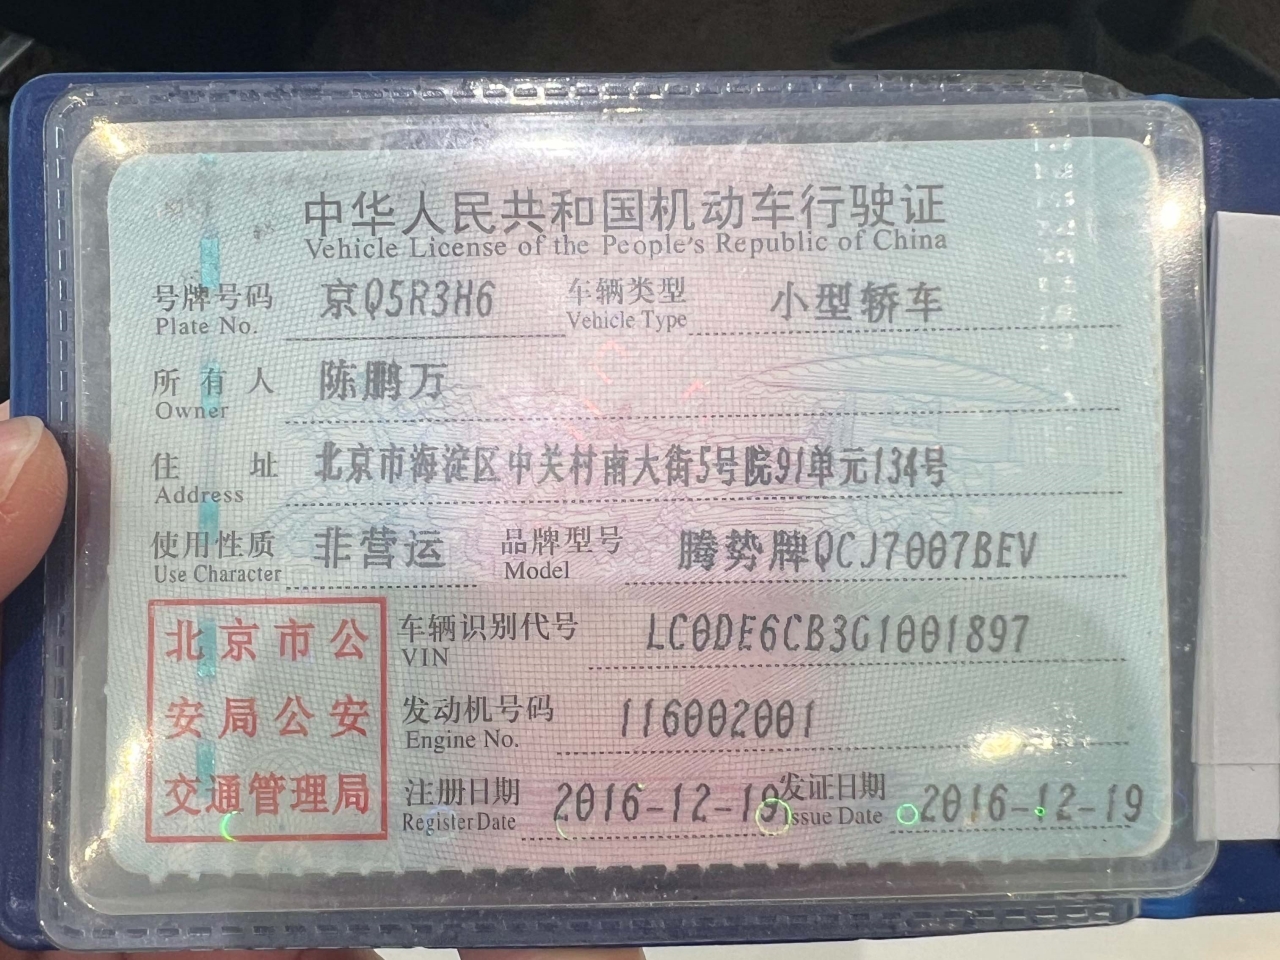 中华人民共和国机动车行驶证
Vehicle License of the People's Republic of China
号牌号码 京Q5R3H6 车辆类型 小型轿车
Plate No. Vehicle Type
所有人 陈鹏万
Owner
住址 北京市海淀区中关村南大街5号院91单元134号
Address
使用性质 非营运 品牌型号 腾势牌QCJ7007BEV
Use Character Model
北京市公
安局公安
交通管理局
车辆识别代号 LC0DE6CB3G1001897
VIN
发动机号码 116002001
Engine No.
注册日期 2016-12-19 发证日期 2016-12-19
Register Date Issue Date